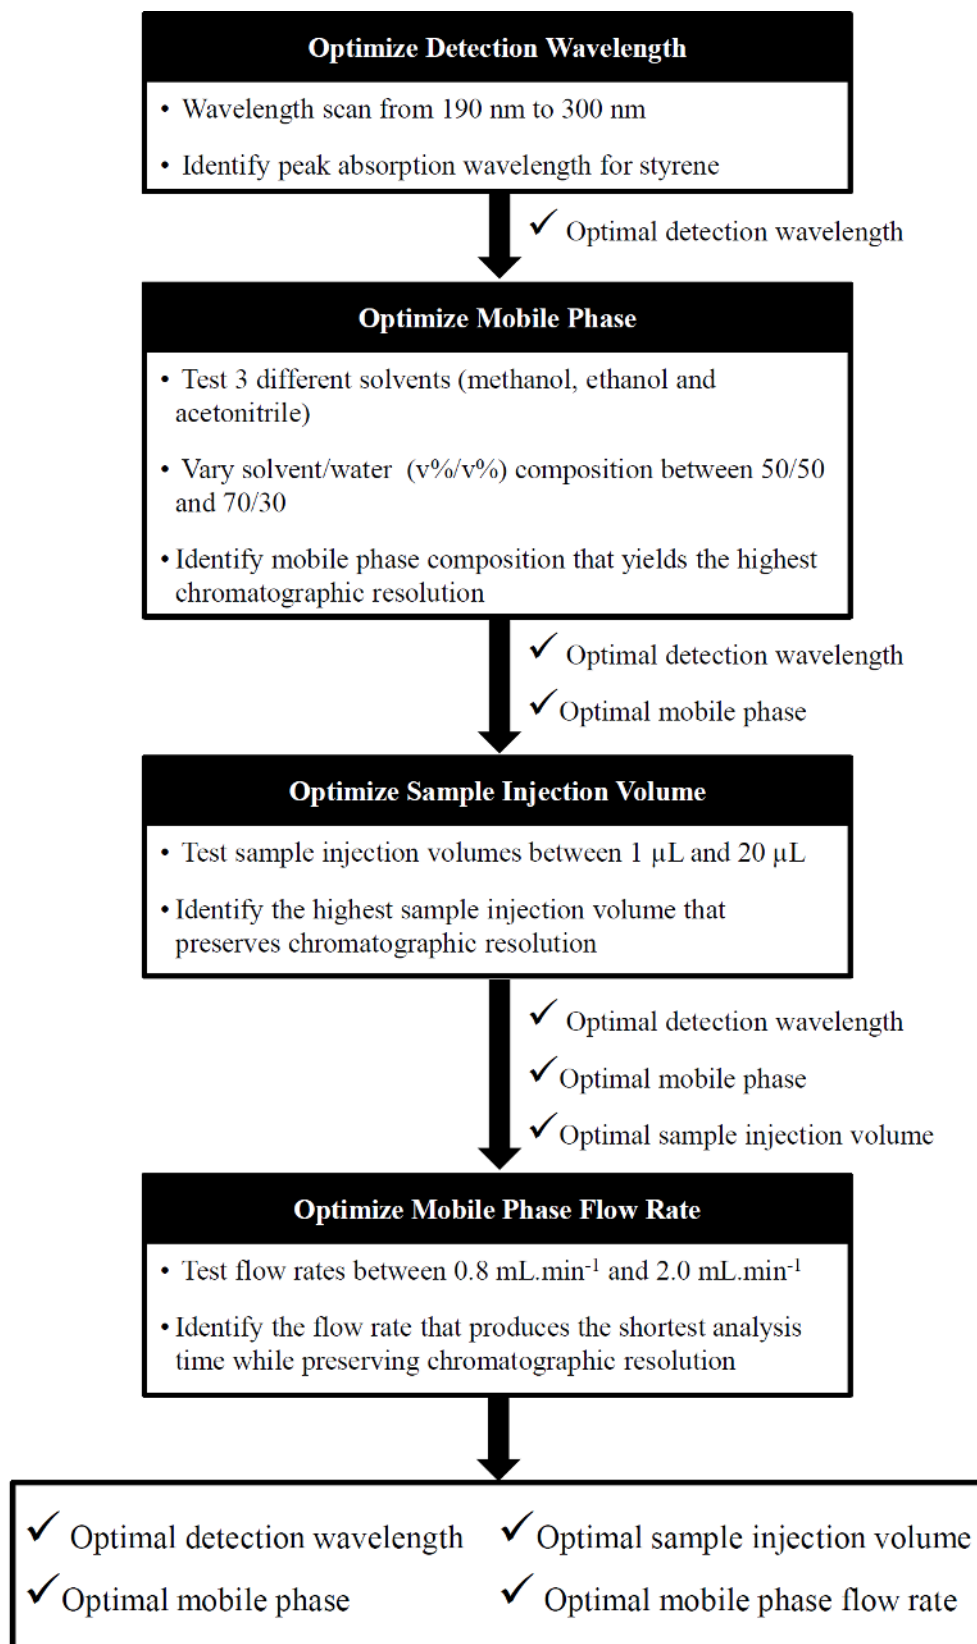 Optimize Detection Wavelength
• Wavelength scan from 190 nm to 300 nm
• Identify peak absorption wavelength for styrene
✓ Optimal detection wavelength
Optimize Mobile Phase
• Test 3 different solvents (methanol, ethanol and
acetonitrile)
• Vary solvent/water (v%/v%) composition between 50/50
and 70/30
• Identify mobile phase composition that yields the highest
chromatographic resolution
✓ Optimal detection wavelength
✓ Optimal mobile phase
Optimize Sample Injection Volume
• Test sample injection volumes between 1 µL and 20 µL
• Identify the highest sample injection volume that
preserves chromatographic resolution
✓ Optimal detection wavelength
✓ Optimal mobile phase
✓ Optimal sample injection volume
Optimize Mobile Phase Flow Rate
• Test flow rates between 0.8 mL.min⁻¹ and 2.0 mL.min⁻¹
• Identify the flow rate that produces the shortest analysis
time while preserving chromatographic resolution
✓ Optimal detection wavelength ✓ Optimal sample injection volume
✓ Optimal mobile phase ✓ Optimal mobile phase flow rate